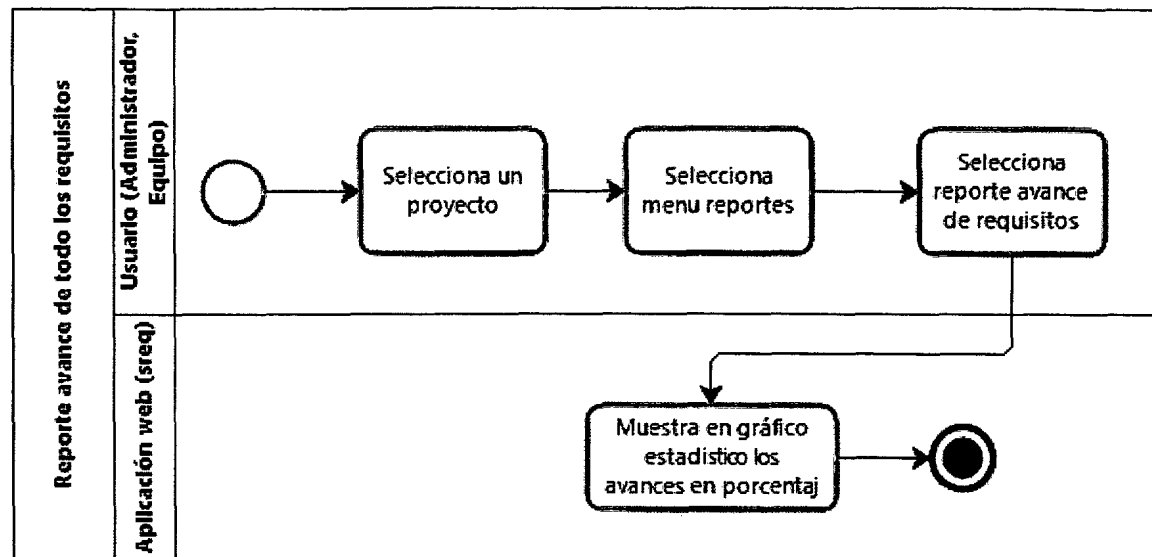 Reporte avance de todo los requisitos
Usuario (Administrador,
Equipo)
Selecciona un
proyecto
Selecciona
menu reportes
Selecciona
reporte avance
de requisitos
Aplicación web (sreq)
Muestra en gráfico
estadistico los
avances en porcentaj